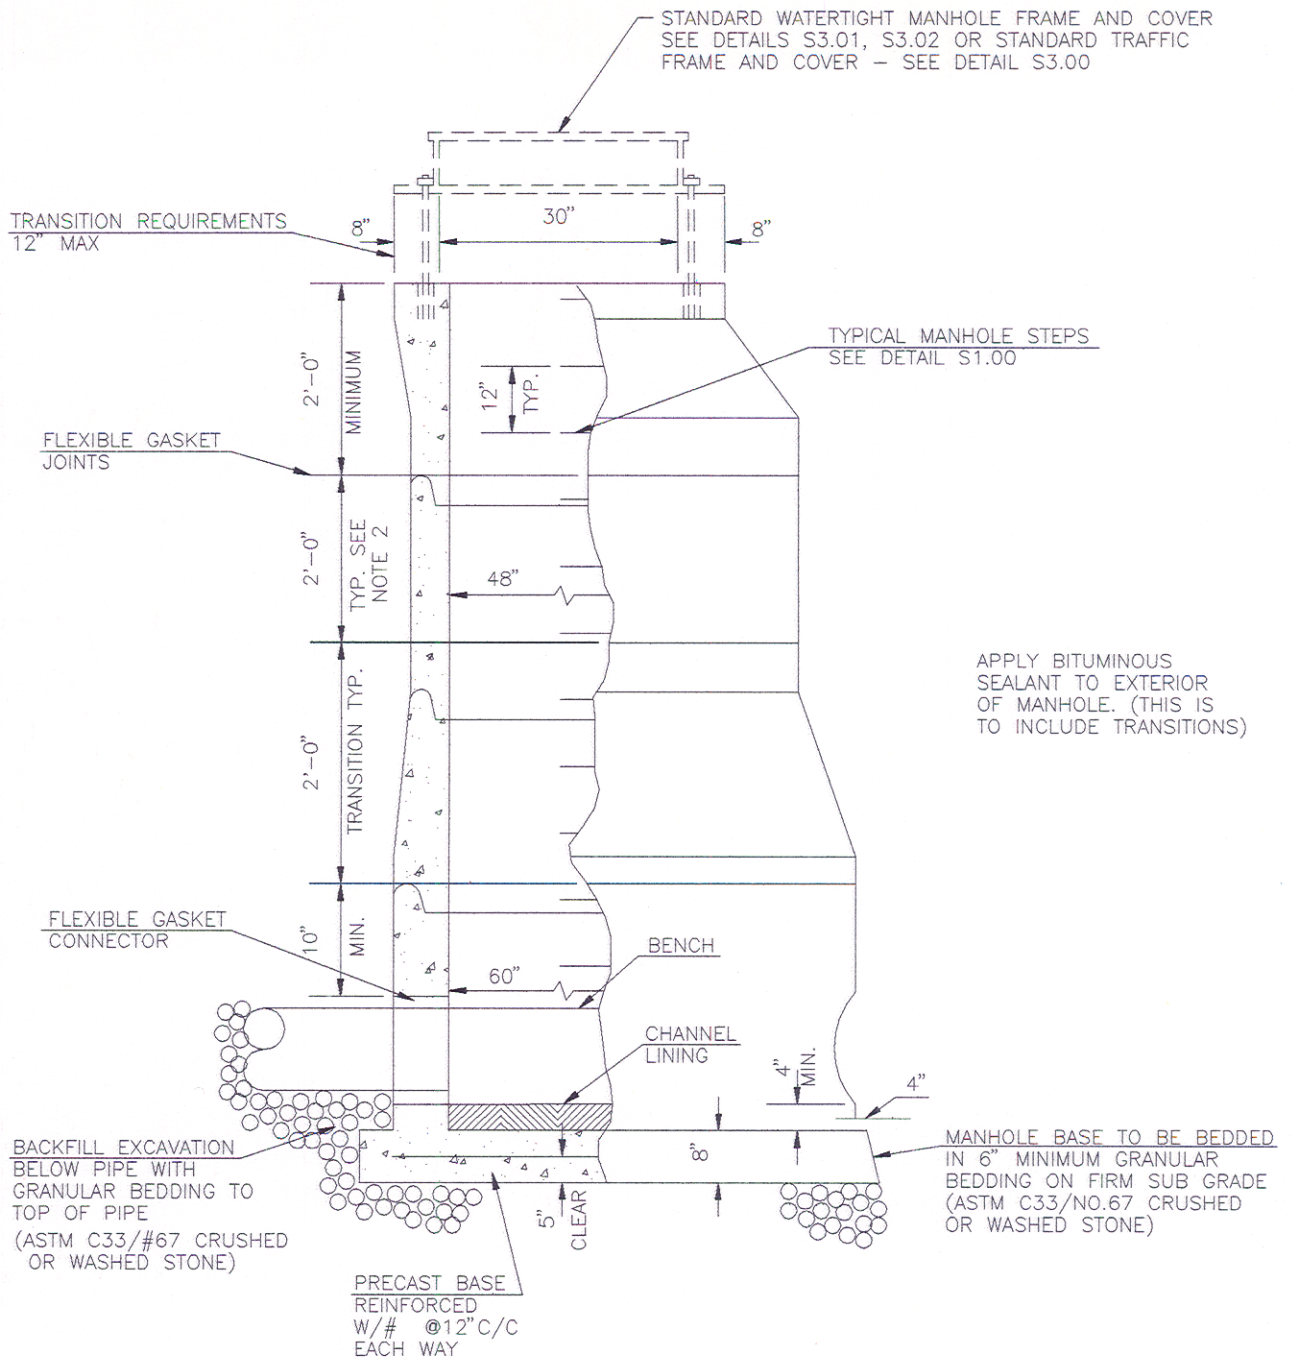 STANDARD WATERTIGHT MANHOLE FRAME AND COVER
SEE DETAILS S3.01, S3.02 OR STANDARD TRAFFIC
FRAME AND COVER – SEE DETAIL S3.00
TRANSITION REQUIREMENTS
12" MAX
8"
30"
8"
2'-0"
MINIMUM
12"
TYP.
TYPICAL MANHOLE STEPS
SEE DETAIL S1.00
FLEXIBLE GASKET
JOINTS
2'-0"
TYP. SEE
NOTE 2
48"
APPLY BITUMINOUS
SEALANT TO EXTERIOR
OF MANHOLE. (THIS IS
TO INCLUDE TRANSITIONS)
2'-0"
TRANSITION TYP.
FLEXIBLE GASKET
CONNECTOR
10"
MIN.
60"
BENCH
CHANNEL
LINING
4"
MIN.
4"
BACKFILL EXCAVATION
BELOW PIPE WITH
GRANULAR BEDDING TO
TOP OF PIPE
(ASTM C33/#67 CRUSHED
OR WASHED STONE)
8"
5"
CLEAR
MANHOLE BASE TO BE BEDDED
IN 6" MINIMUM GRANULAR
BEDDING ON FIRM SUB GRADE
(ASTM C33/NO.67 CRUSHED
OR WASHED STONE)
PRECAST BASE
REINFORCED
W/# @12"C/C
EACH WAY